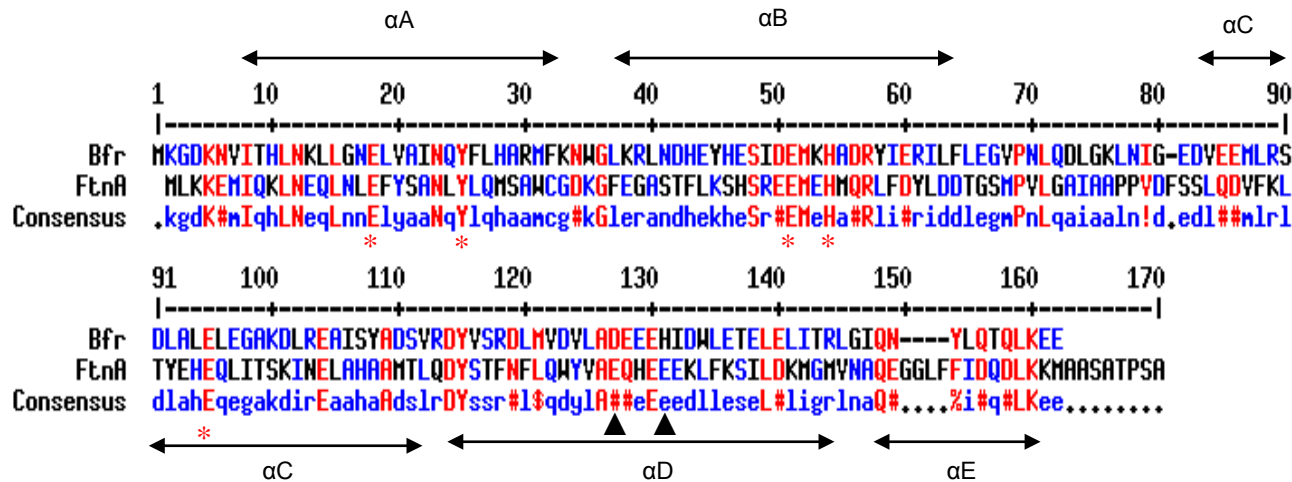 αA αB αC
1 10 20 30 40 50 60 70 80 90
|---------+---------+---------+---------+---------+---------+---------+---------+---------|
Bfr MKGDKNVITHLNKLLGNELVAINQYFLHARMFKNWGLKRLNDHEYHESIDEMKHADRYIERILFLEGVPNLQDLGKLNIG-EDVEEMLRS
FtnA MLKKEMIQKLNEQLNLEFYSANLYLQMSAWCGDKGFEGASTFLKSHSREEMEHMQRLFDYLDDTGSMPVLGAIAAPPVDFSSLQDVFKL
Consensus .kgdK#mIqhLNeqLnnElyaaNqYlqhaamcg#kGlerandhekheSr#EMeHa#Rli#riddlegmPnLqaiaaln!d.edl##mlrl
* * * *
91 100 110 120 130 140 150 160 170
|---------+---------+---------+---------+---------+---------+---------+---------|
Bfr DLALELEGAKDLREAISYADSVRDYVSRDLMVDVLADEEEHIDWLETELELITRLGIQN----YLQTQLKEE
FtnA TYEHEQLITSKINELAHAAMTLQDYSTFNFLQWYVAEQHEEEKLFKSILDKMGMVNAQEGGLFFIDQDLKKMAASATPSA
Consensus dlahEqegakdirEaahaAdslrDYssr#l$qdylA##eEeedlleseL#ligrlnaQ#....%i#q#LKee........
*
αC αD αE